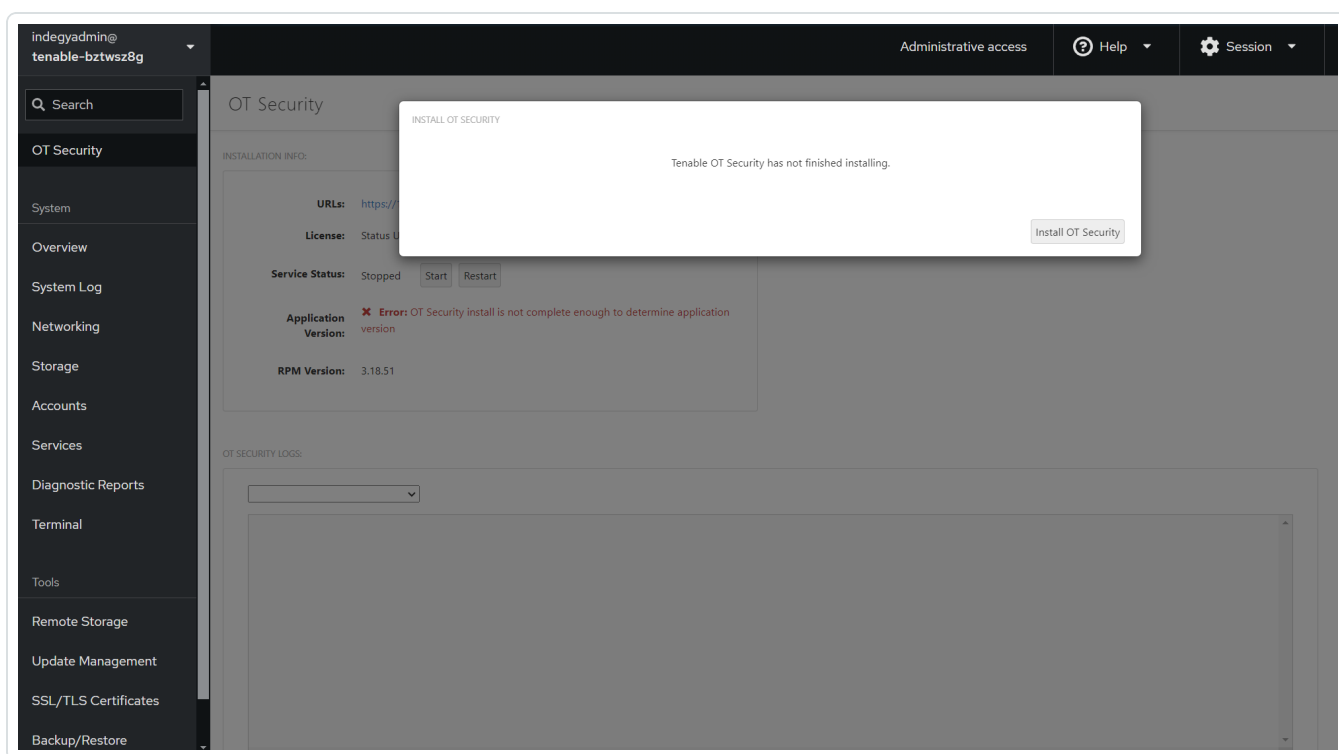 indegyadmin@
tenable-bztwsz8g
Administrative access
Help
Session
Search
OT Security
System
Overview
System Log
Networking
Storage
Accounts
Services
Diagnostic Reports
Terminal
Tools
Remote Storage
Update Management
SSL/TLS Certificates
Backup/Restore
OT Security
INSTALL OT SECURITY
Tenable OT Security has not finished installing.
Install OT Security
INSTALLATION INFO:
URLs: https://
License: Status U
Service Status: Stopped Start Restart
Application Version: Error: OT Security install is not complete enough to determine application
version
RPM Version: 3.18.51
OT SECURITY LOGS: